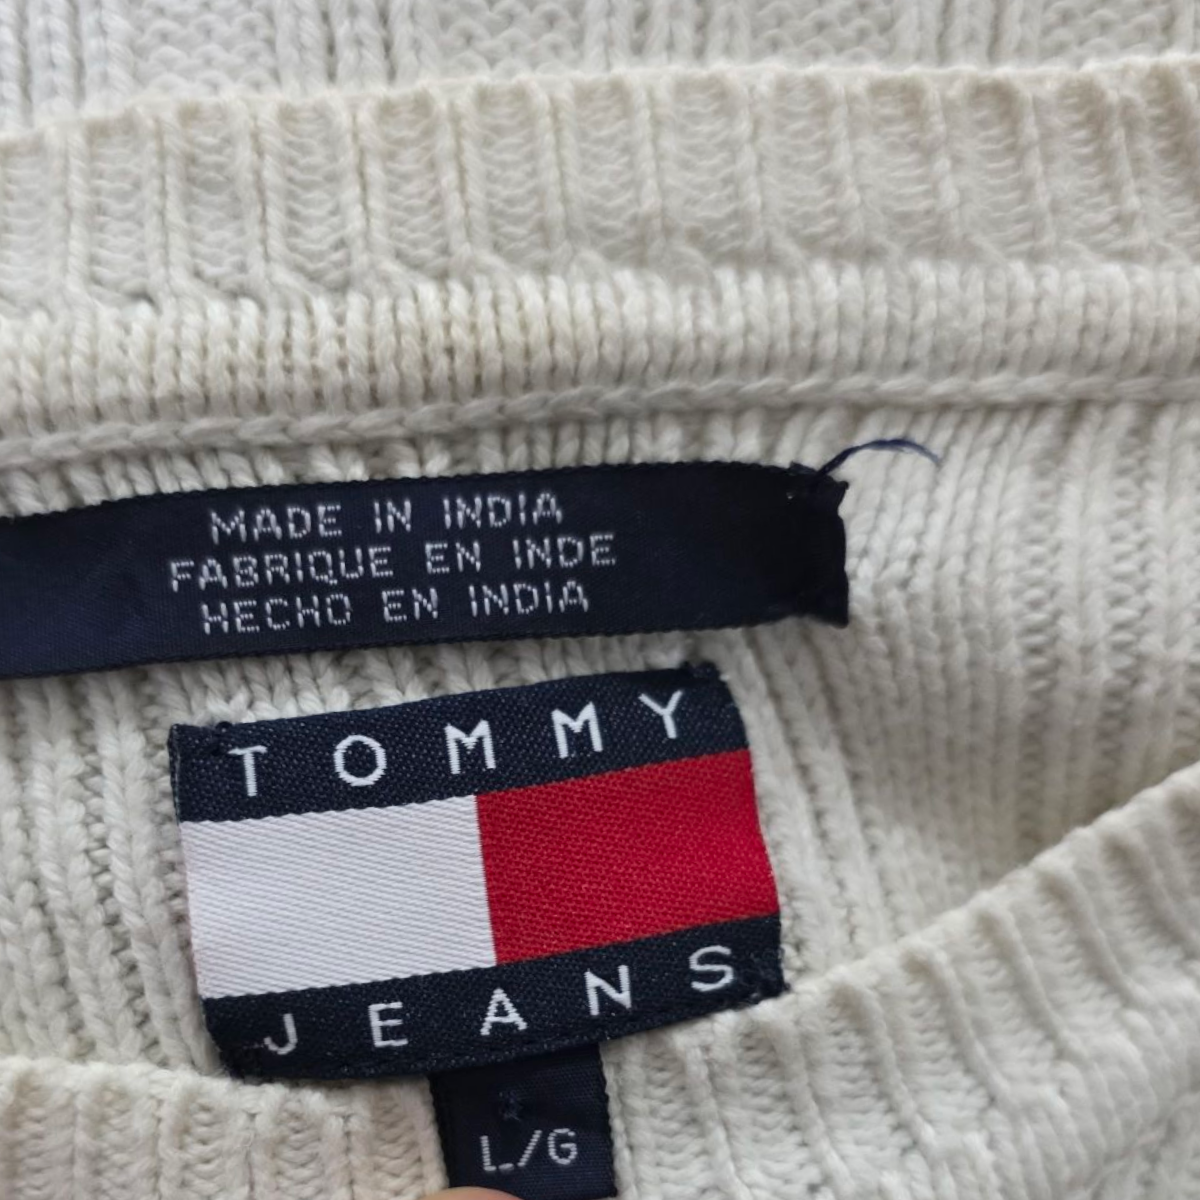 MADE IN INDIA
FABRIQUE EN INDE
HECHO EN INDIA
TOMMY
JEANS
L/G